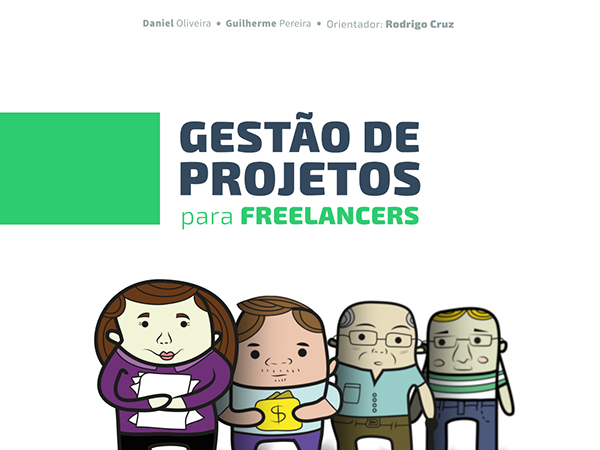 Daniel Oliveira • Guilherme Pereira • Orientador: Rodrigo Cruz
GESTÃO DE
PROJETOS
para FREELANCERS
$